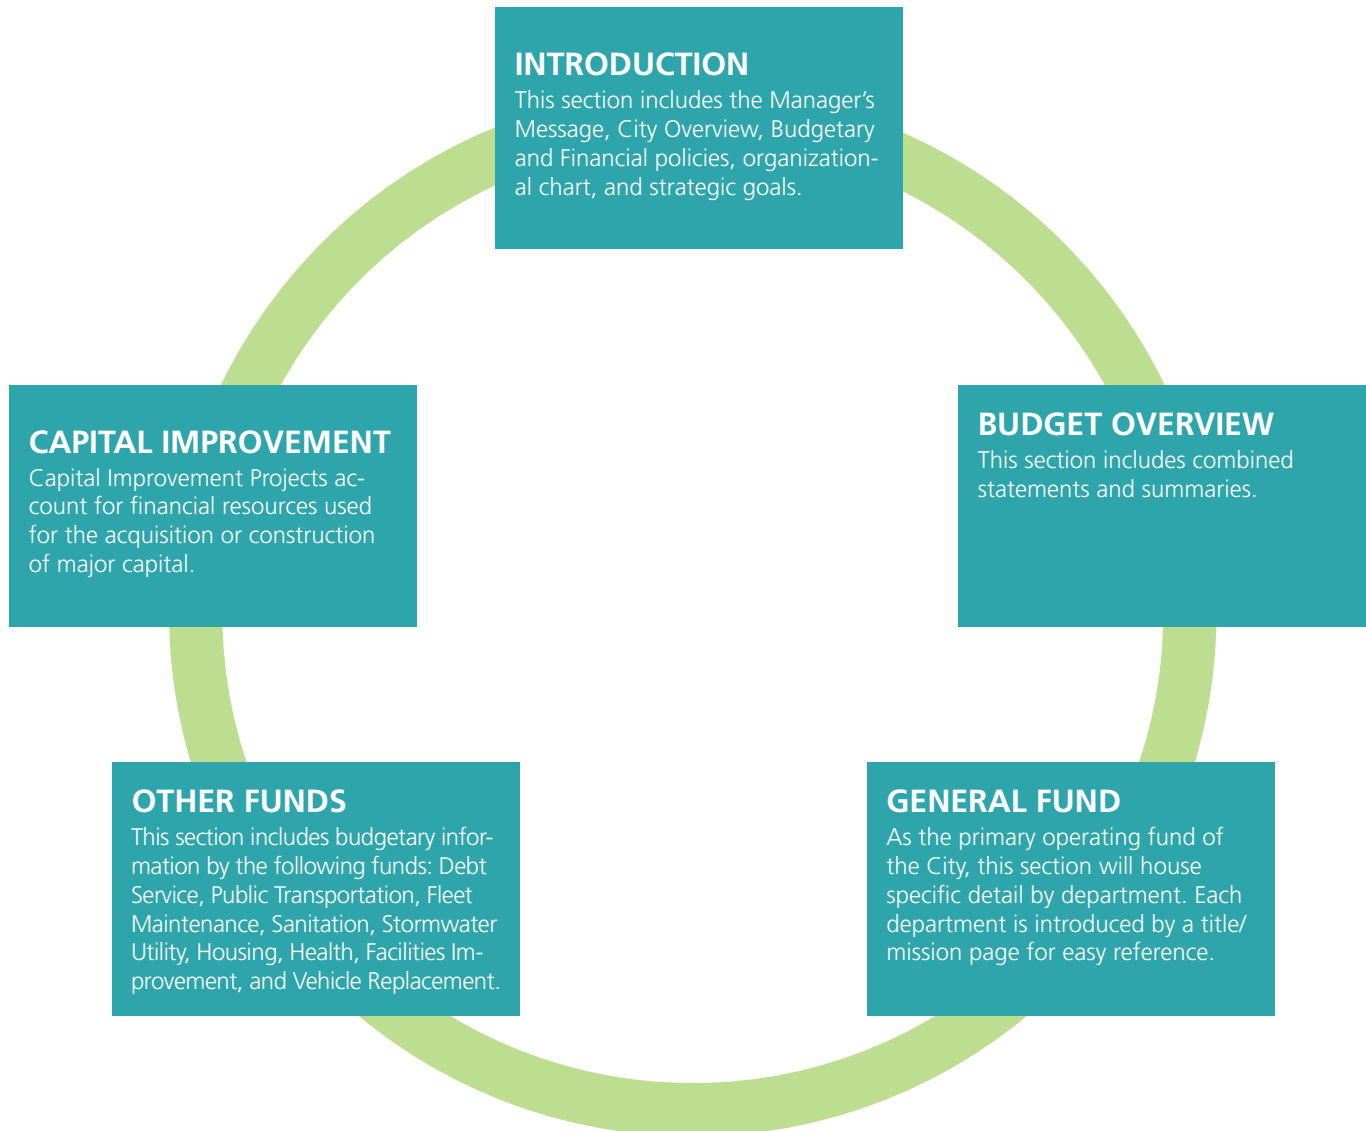 INTRODUCTION
This section includes the Manager’s
Message, City Overview, Budgetary
and Financial policies, organization-
al chart, and strategic goals.
BUDGET OVERVIEW
This section includes combined
statements and summaries.
GENERAL FUND
As the primary operating fund of
the City, this section will house
specific detail by department. Each
department is introduced by a title/
mission page for easy reference.
OTHER FUNDS
This section includes budgetary infor-
mation by the following funds: Debt
Service, Public Transportation, Fleet
Maintenance, Sanitation, Stormwater
Utility, Housing, Health, Facilities Im-
provement, and Vehicle Replacement.
CAPITAL IMPROVEMENT
Capital Improvement Projects ac-
count for financial resources used
for the acquisition or construction
of major capital.